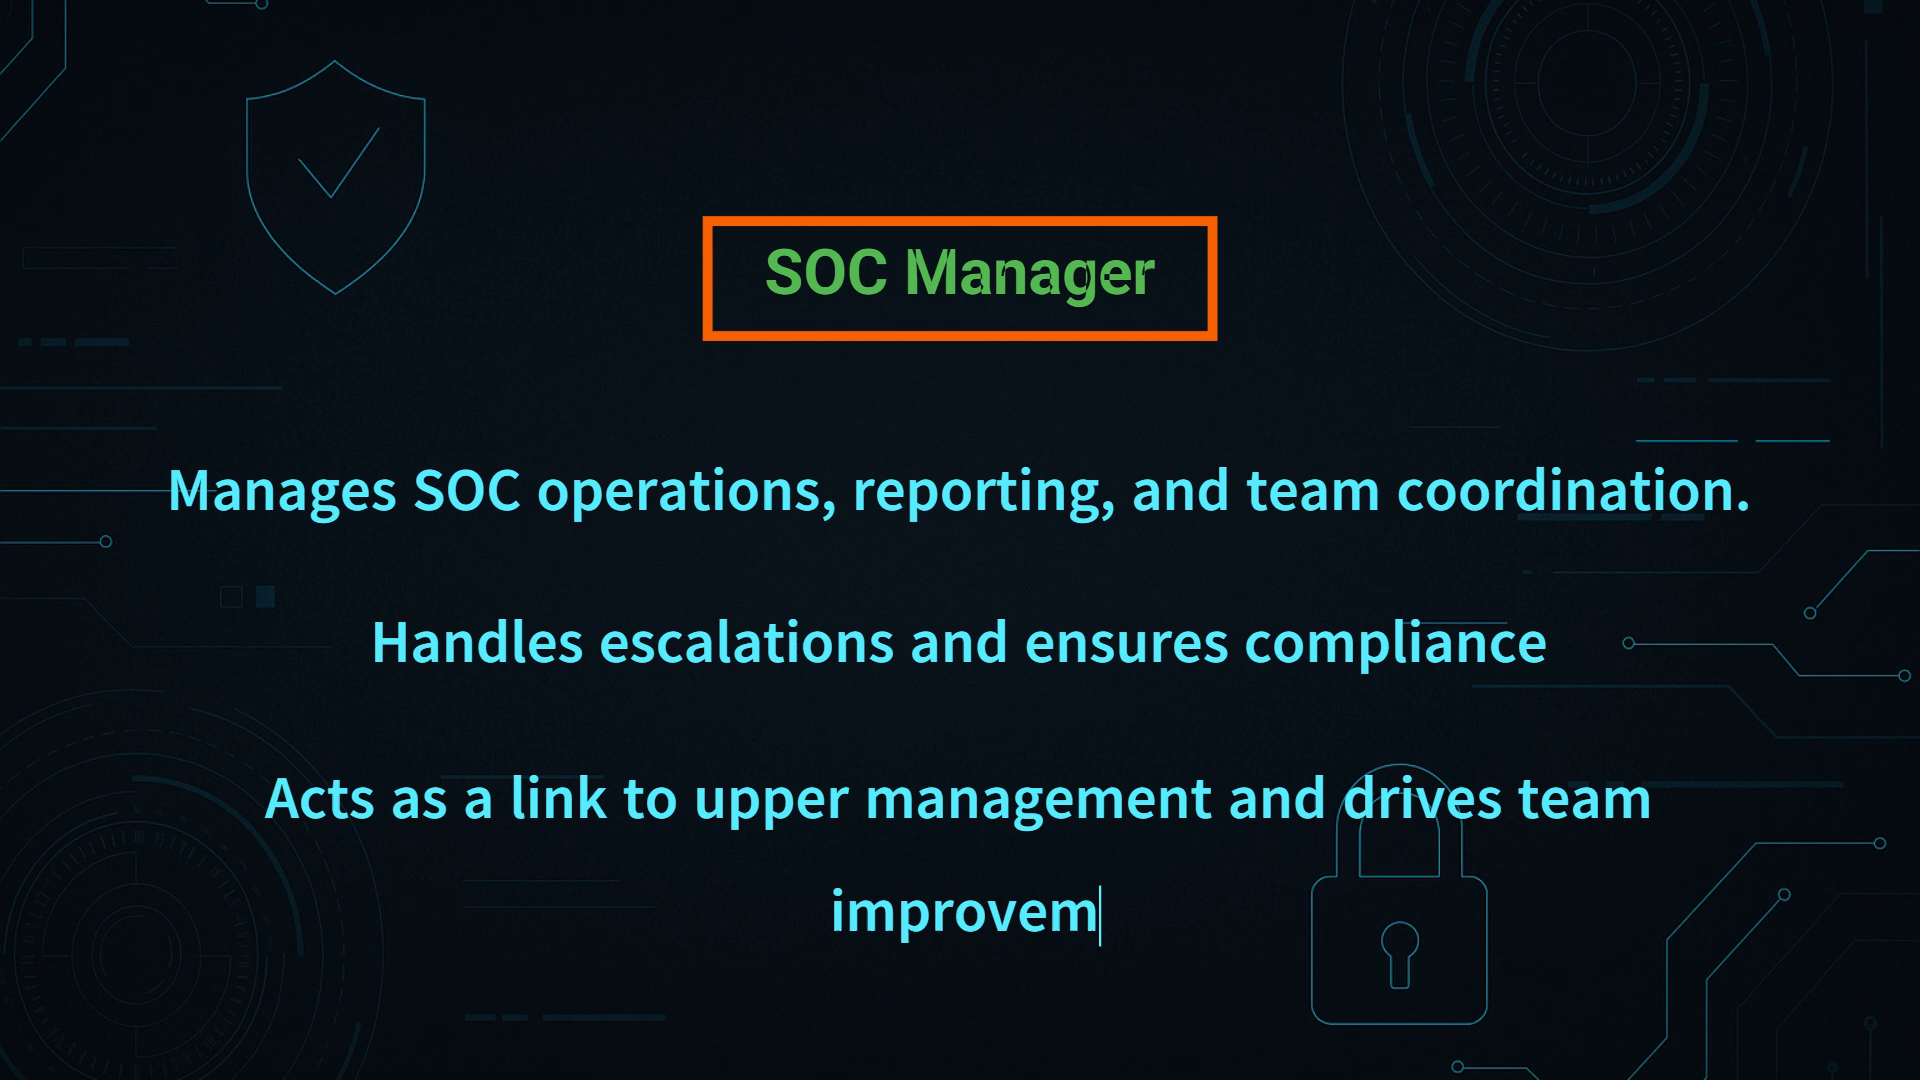 SOC Manager
Manages SOC operations, reporting, and team coordination.
Handles escalations and ensures compliance
Acts as a link to upper management and drives team
improvem